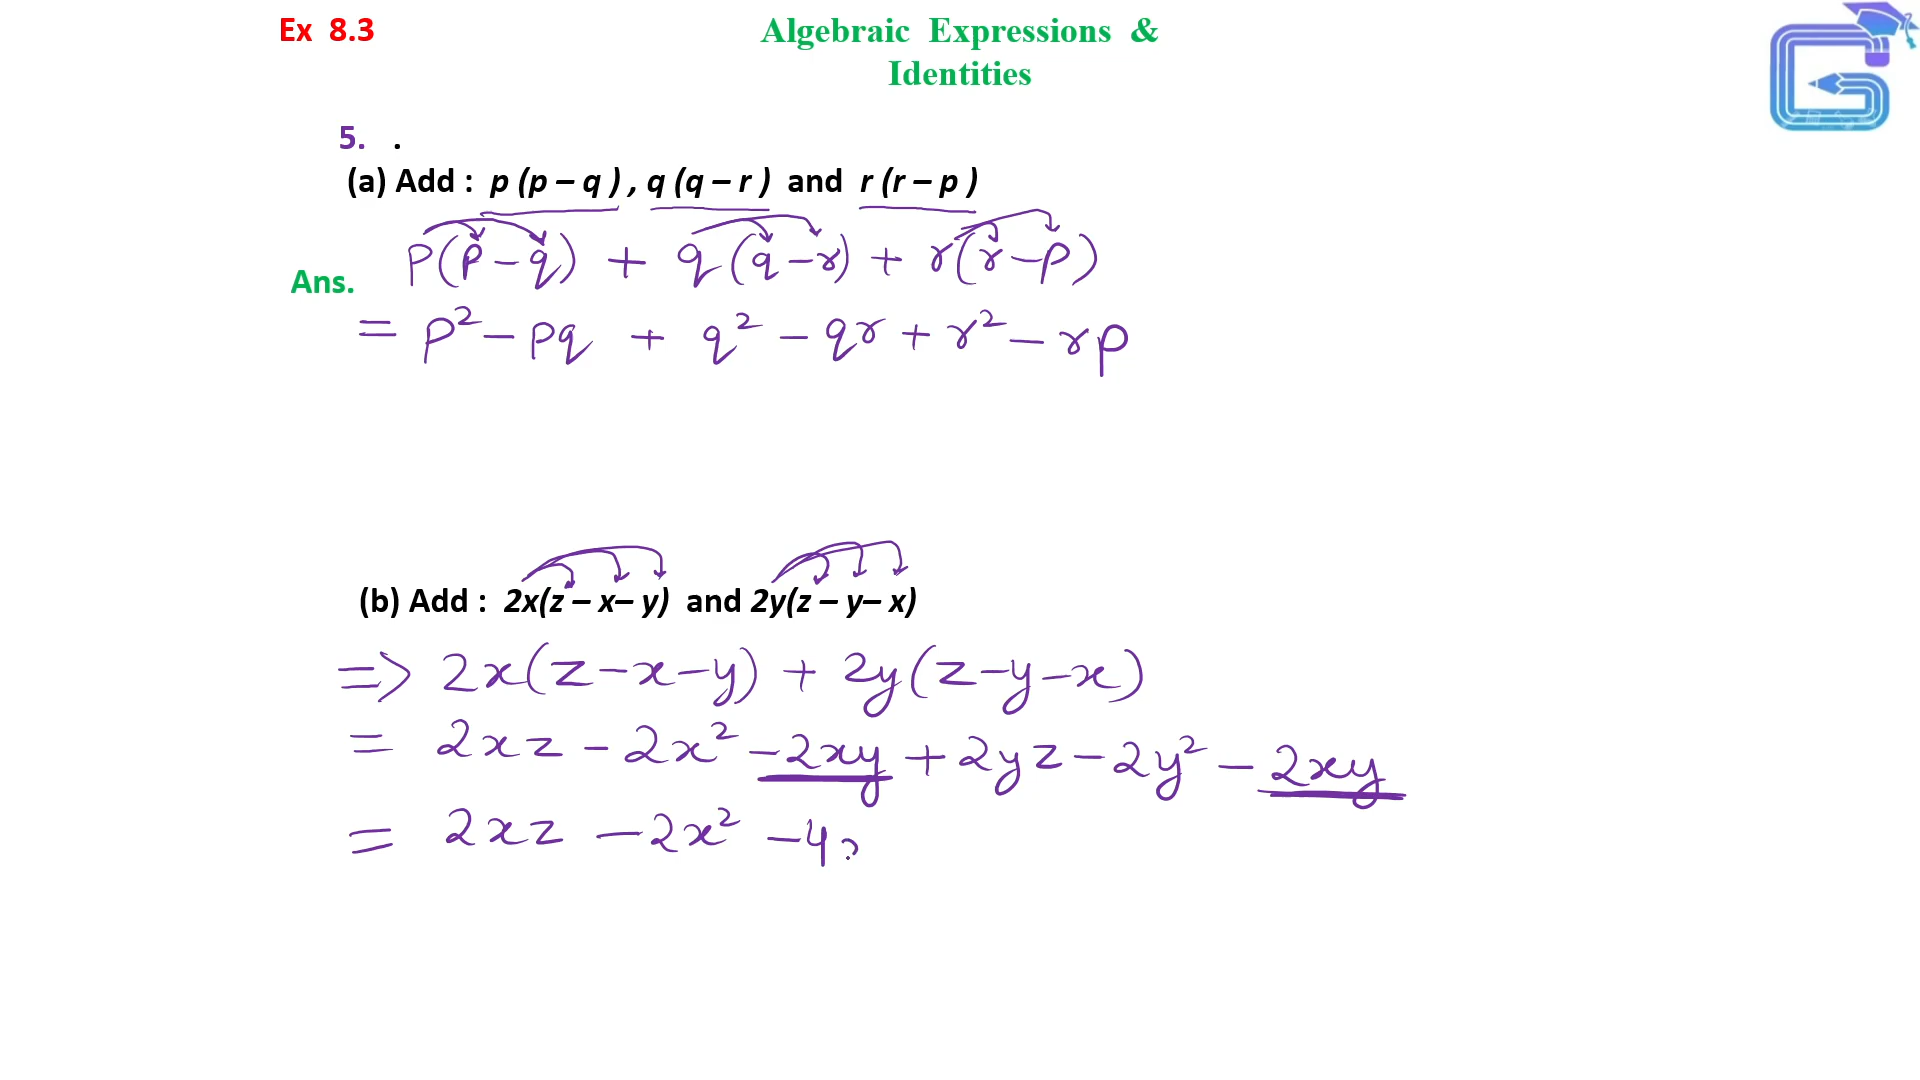 Ex 8.3
Algebraic Expressions &
Identities
5. .
(a) Add : p (p – q ) , q (q – r ) and r (r – p )
p(p-q) + q(q-r) + r(r-p)
Ans.
= p² - pq + q² - qr + r² - rp
(b) Add : 2x(z – x– y) and 2y(z – y– x)
=> 2x(z-x-y) + 2y(z-y-x)
= 2xz - 2x² - 2xy + 2yz - 2y² - 2xy
= 2xz - 2x² - 4